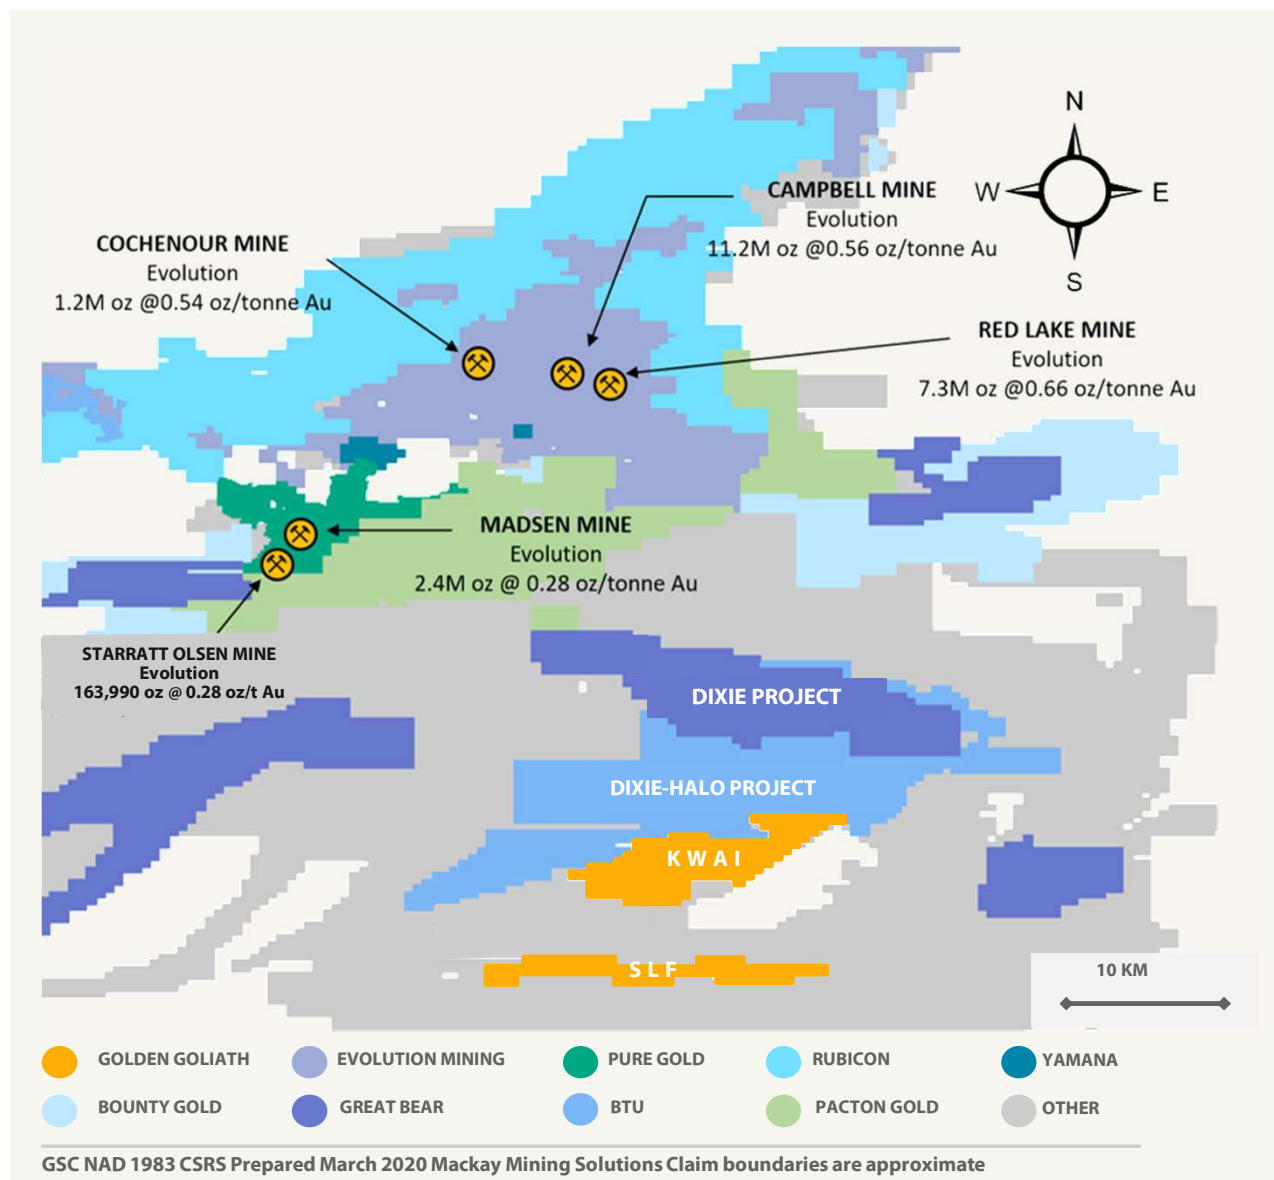 N
W
E
S
CAMPBELL MINE
Evolution
11.2M oz @0.56 oz/tonne Au
COCHENOUR MINE
Evolution
1.2M oz @0.54 oz/tonne Au
RED LAKE MINE
Evolution
7.3M oz @0.66 oz/tonne Au
MADSEN MINE
Evolution
2.4M oz @ 0.28 oz/tonne Au
STARRATT OLSEN MINE
Evolution
163,990 oz @ 0.28 oz/t Au
DIXIE PROJECT
DIXIE-HALO PROJECT
K W A I
S L F
10 KM
GOLDEN GOLIATH
EVOLUTION MINING
PURE GOLD
RUBICON
YAMANA
BOUNTY GOLD
GREAT BEAR
BTU
PACTON GOLD
OTHER
GSC NAD 1983 CSRS Prepared March 2020 Mackay Mining Solutions Claim boundaries are approximate